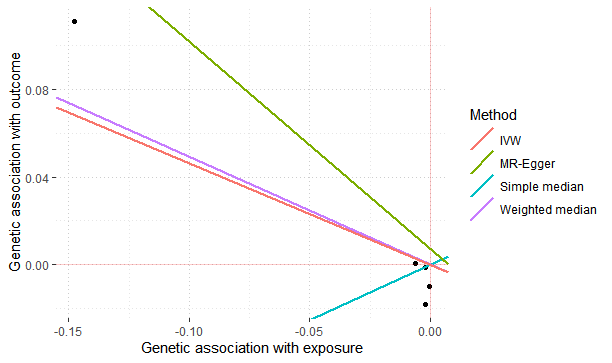 Genetic association with outcome
0.08
0.04
0.00
-0.15
-0.10
-0.05
0.00
Genetic association with exposure
Method
IVW
MR-Egger
Simple median
Weighted median